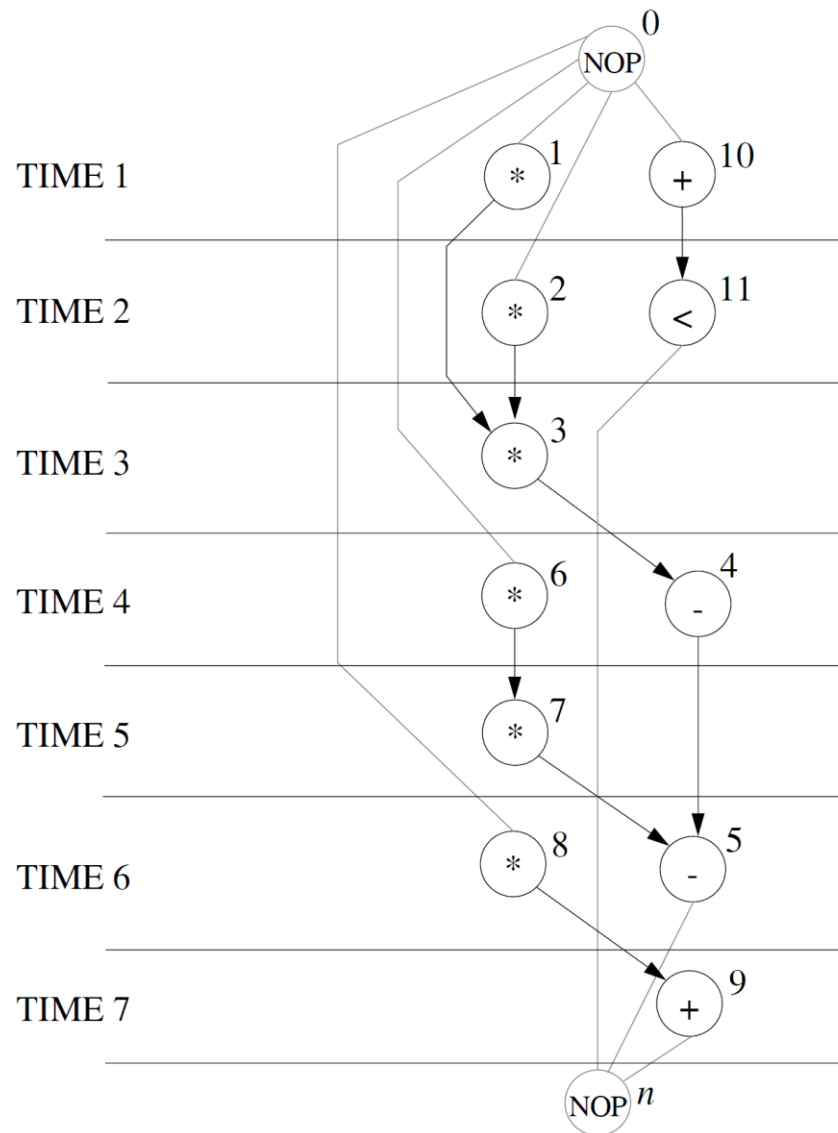 0
NOP
TIME 1
* 1
+ 10
TIME 2
* 2
< 11
TIME 3
* 3
TIME 4
* 6
- 4
TIME 5
* 7
TIME 6
* 8
- 5
TIME 7
+ 9
NOP n